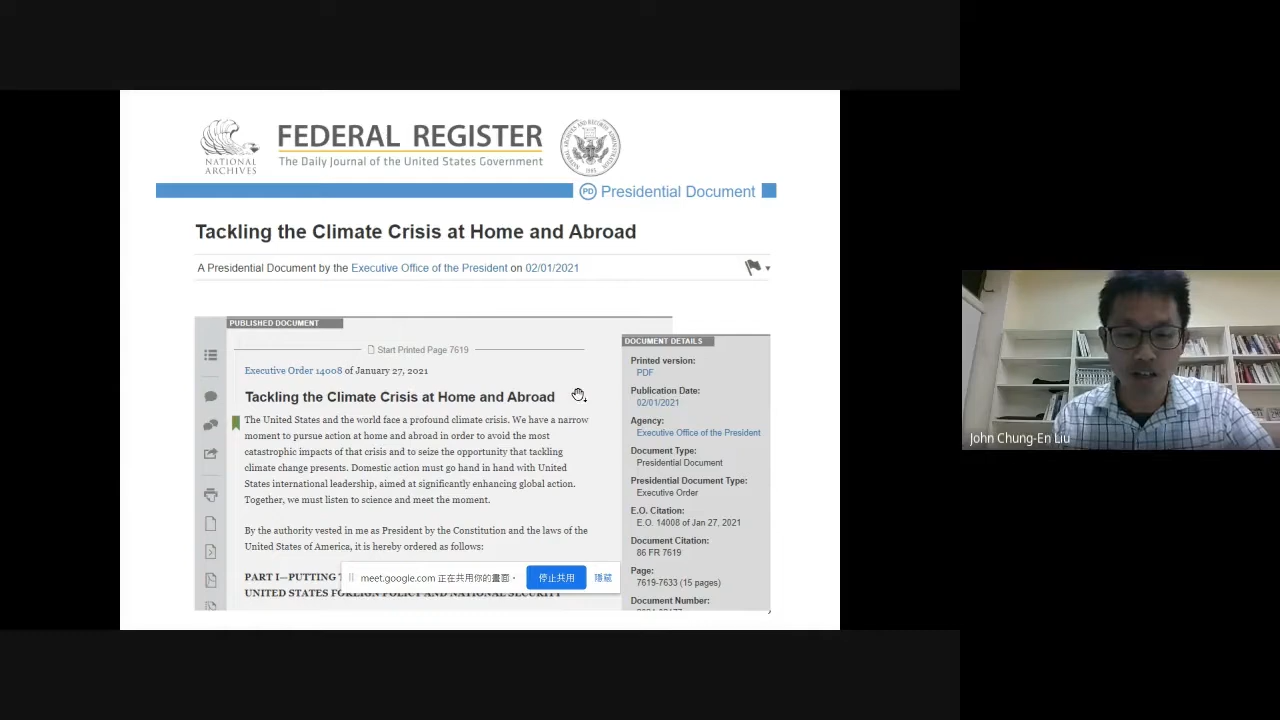 NATIONAL
ARCHIVES
FEDERAL REGISTER
The Daily Journal of the United States Government
PD Presidential Document
Tackling the Climate Crisis at Home and Abroad
A Presidential Document by the Executive Office of the President on 02/01/2021
PUBLISHED DOCUMENT
Start Printed Page 7619
Executive Order 14008 of January 27, 2021
Tackling the Climate Crisis at Home and Abroad
The United States and the world face a profound climate crisis. We have a narrow
moment to pursue action at home and abroad in order to avoid the most
catastrophic impacts of that crisis and to seize the opportunity that tackling
climate change presents. Domestic action must go hand in hand with United
States international leadership, aimed at significantly enhancing global action.
Together, we must listen to science and meet the moment.
By the authority vested in me as President by the Constitution and the laws of the
United States of America, it is hereby ordered as follows:
PART I—PUTTING
UNITED STATES FOREIGN POLICY AND NATIONAL SECURITY
meet.google.com 正在共用你的畫面。
停止共用
隱藏
DOCUMENT DETAILS
Printed version:
PDF
Publication Date:
02/01/2021
Agency:
Executive Office of the President
Document Type:
Presidential Document
Presidential Document Type:
Executive Order
E.O. Citation:
E.O. 14008 of Jan 27, 2021
Document Citation:
86 FR 7619
Page:
7619-7633 (15 pages)
Document Number:
John Chung-En Liu